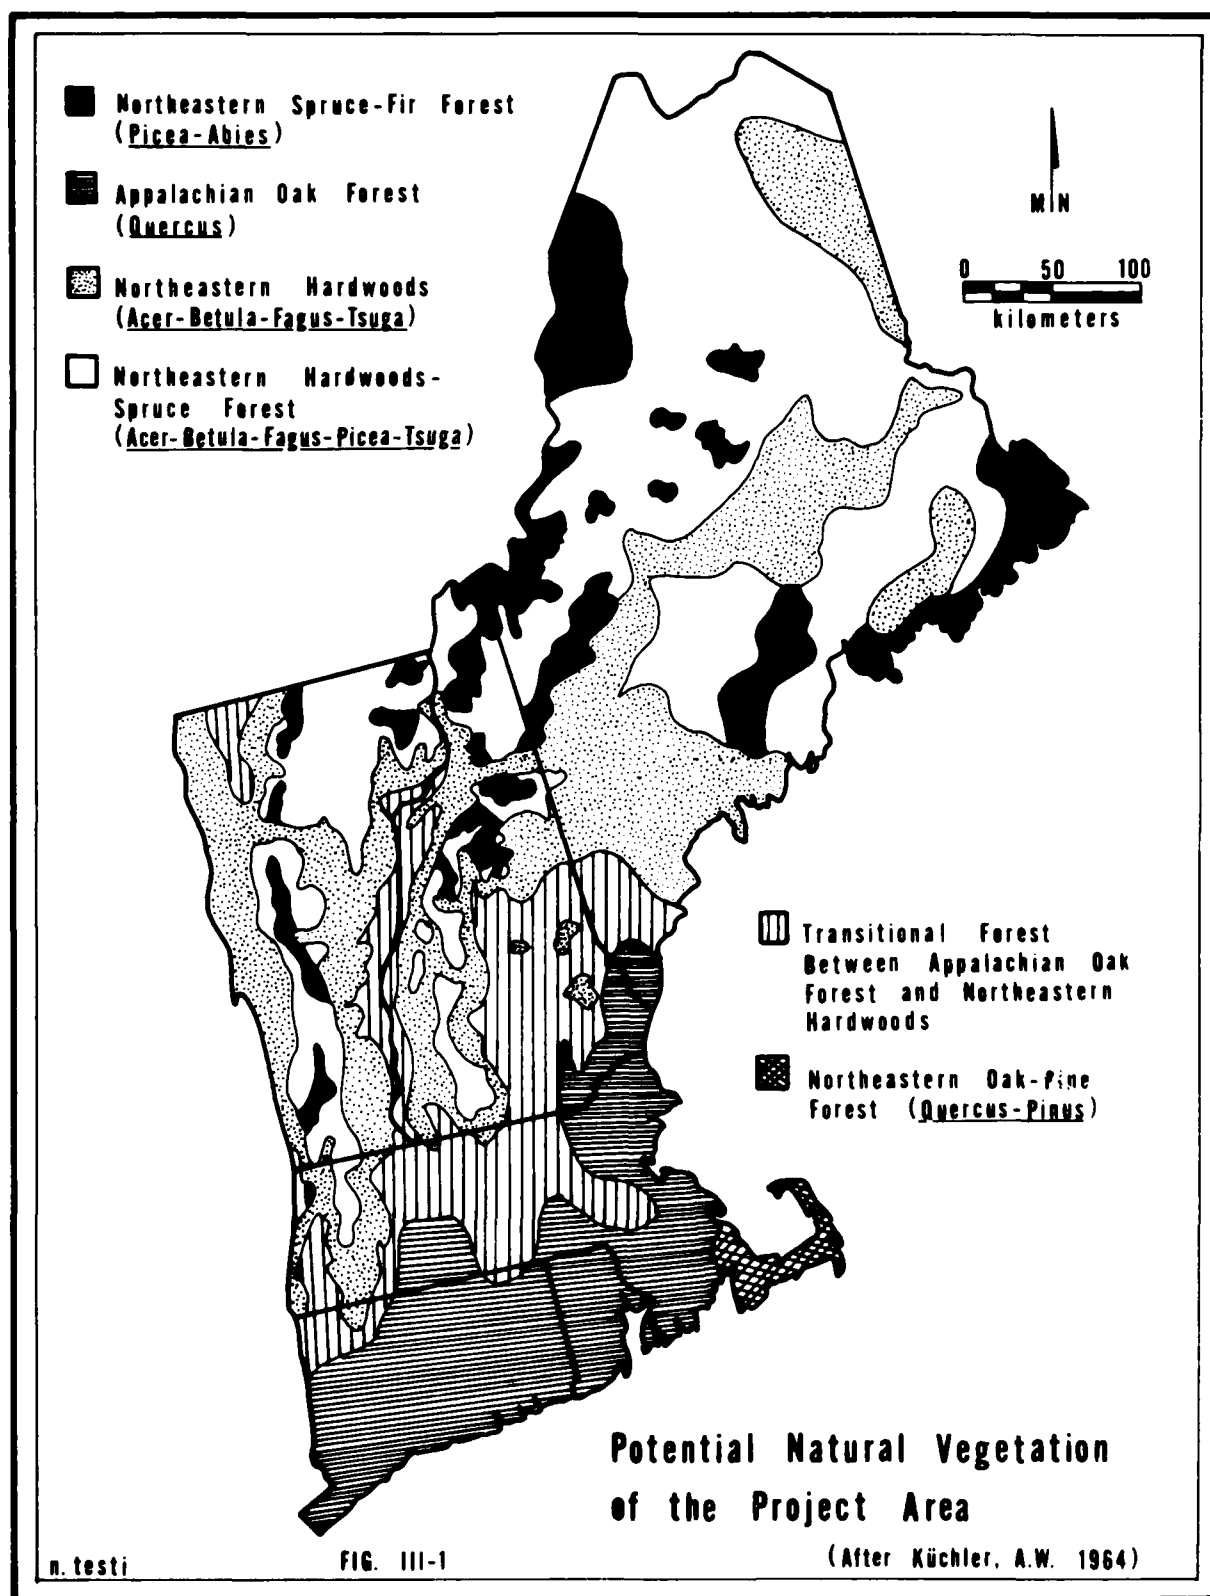 Northeastern Spruce-Fir Forest
(Picea-Abies)
Appalachian Oak Forest
(Quercus)
Northeastern Hardwoods
(Acer-Betula-Fagus-Tsuga)
Northeastern Hardwoods-
Spruce Forest
(Acer-Betula-Fagus-Picea-Tsuga)
MN
0 50 100
kilometers
Transitional Forest
Between Appalachian Oak
Forest and Northeastern
Hardwoods
Northeastern Oak-Pine
Forest (Quercus-Pinus)
Potential Natural Vegetation
of the Project Area
(After Küchler, A.W. 1964)
n. testi
FIG. III-1